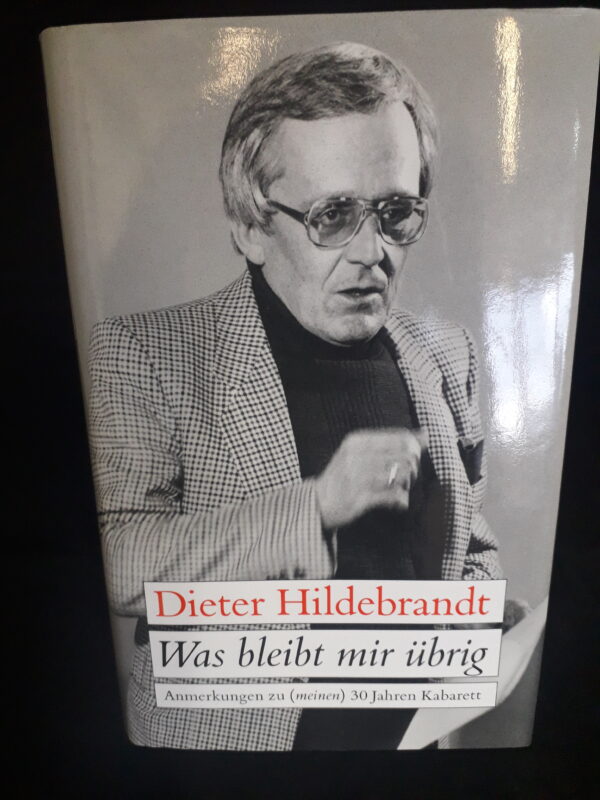 Dieter Hildebrandt
Was bleibt mir übrig
Anmerkungen zu (meinen) 30 Jahren Kabarett